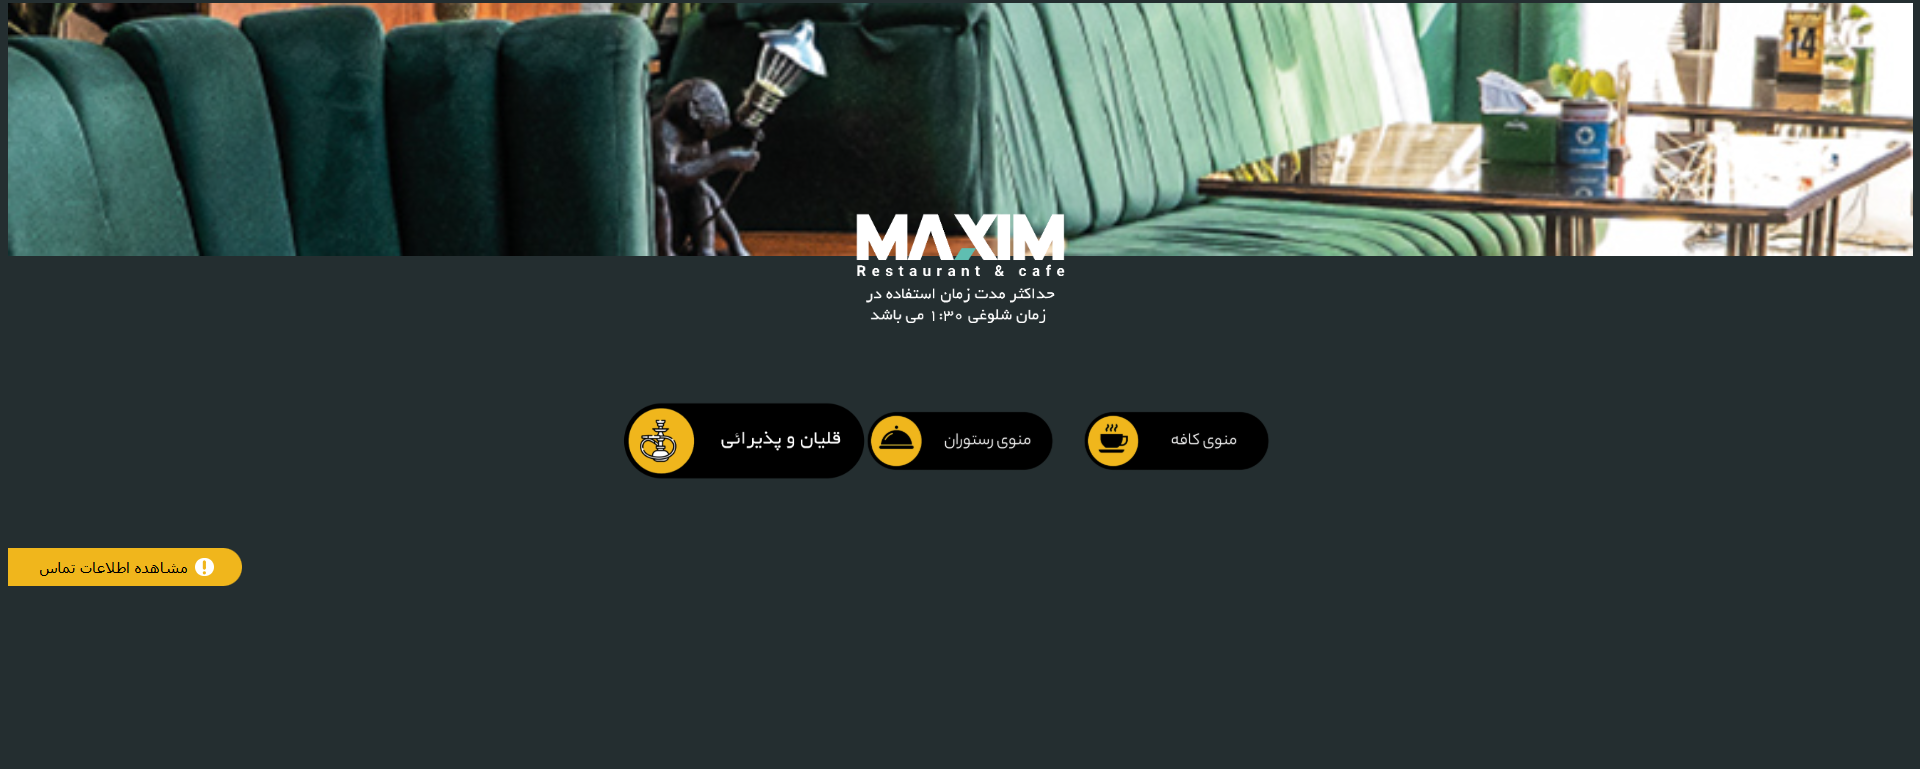 14
MAXIM
Restaurant & cafe
حداکثر مدت زمان استفاده در
زمان شلوغی ۱:۳۰ می باشد
منوی کافه
منوی رستوران
قلیان و پذیرائی
مشاهده اطلاعات تماس